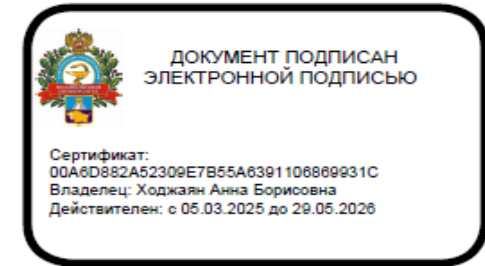 ДОКУМЕНТ ПОДПИСАН
ЭЛЕКТРОННОЙ ПОДПИСЬЮ
Сертификат:
00A6D882A52309E7B55A6391106869931C
Владелец: Ходжаян Анна Борисовна
Действителен: с 05.03.2025 до 29.05.2026